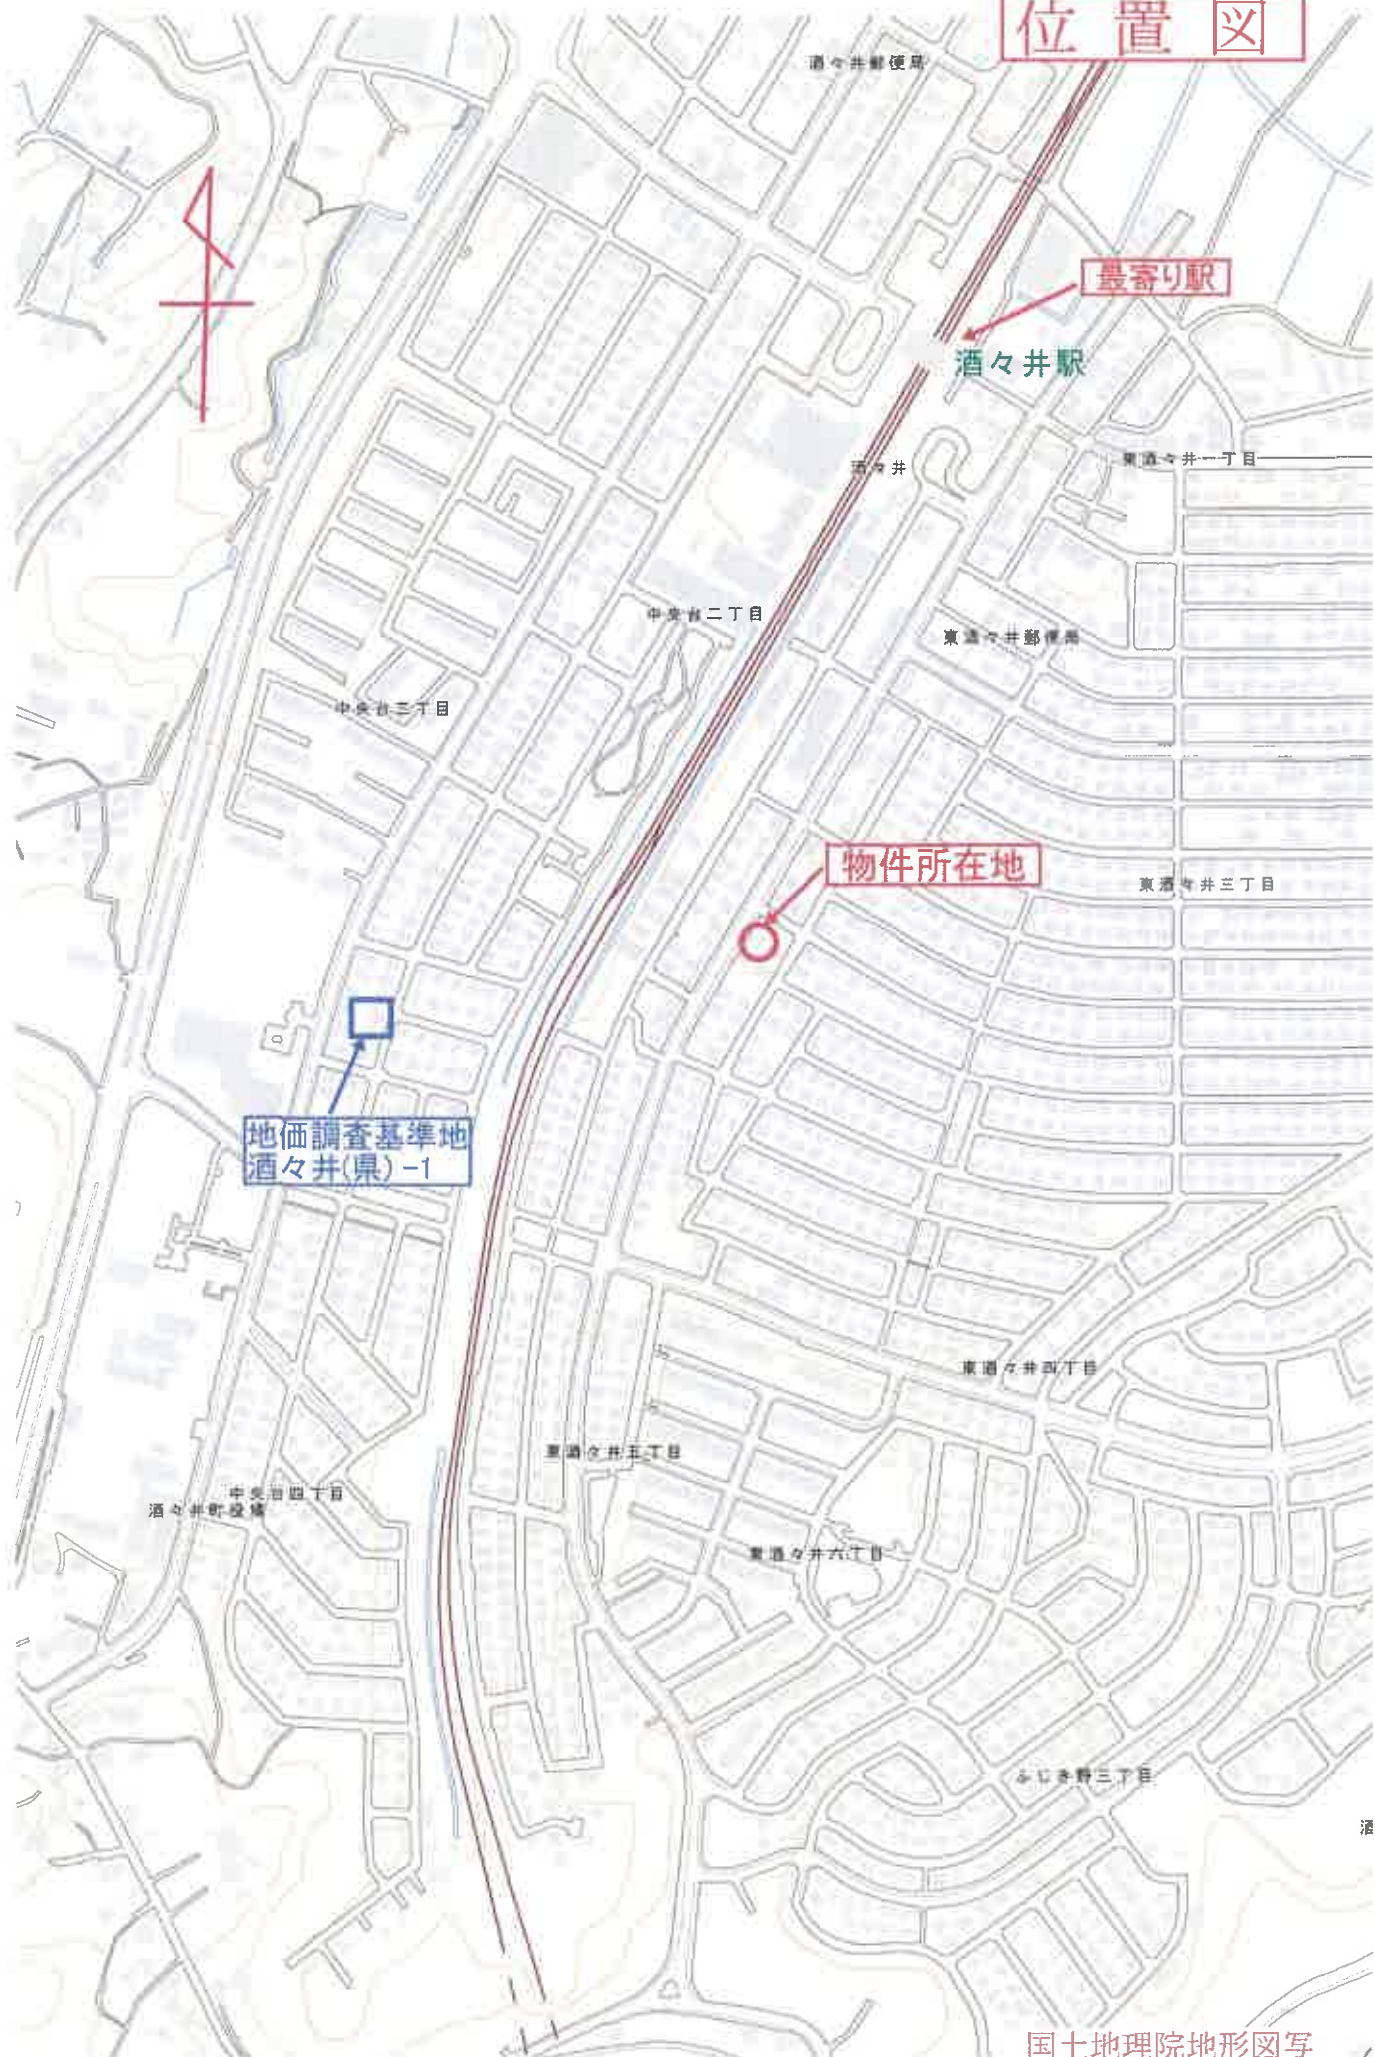 位置図
酒々井郵便局
最寄り駅
酒々井駅
東酒々井一丁目
酒々井
中央台二丁目
東酒々井郵便局
中央台三丁目
物件所在地
東酒々井三丁目
地価調査基準地
酒々井(県)-1
東酒々井四丁目
東酒々井五丁目
中央台四丁目
酒々井町役場
東酒々井六丁目
ふじき野三丁目
酒
国土地理院地形図写